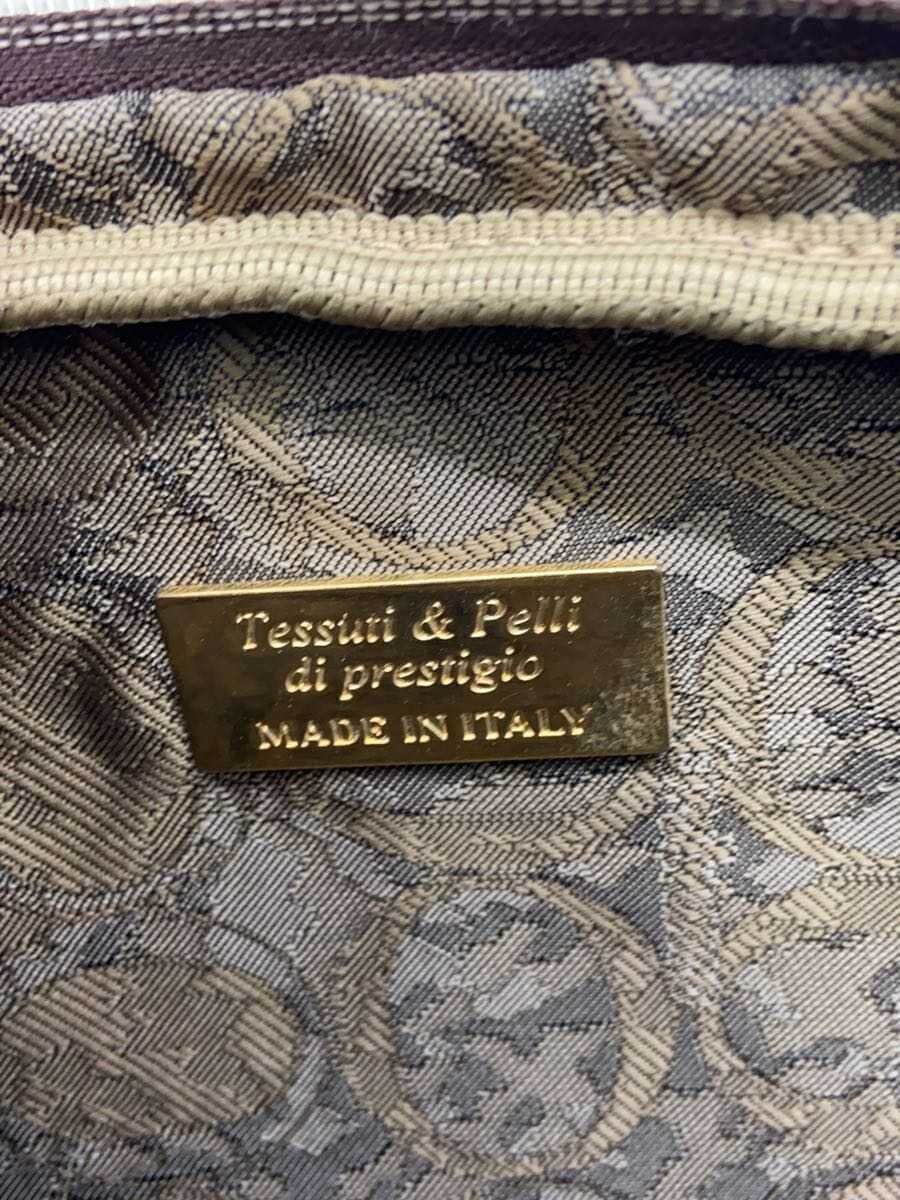 Tessuti & Pelli
di prestigio
MADE IN ITALY